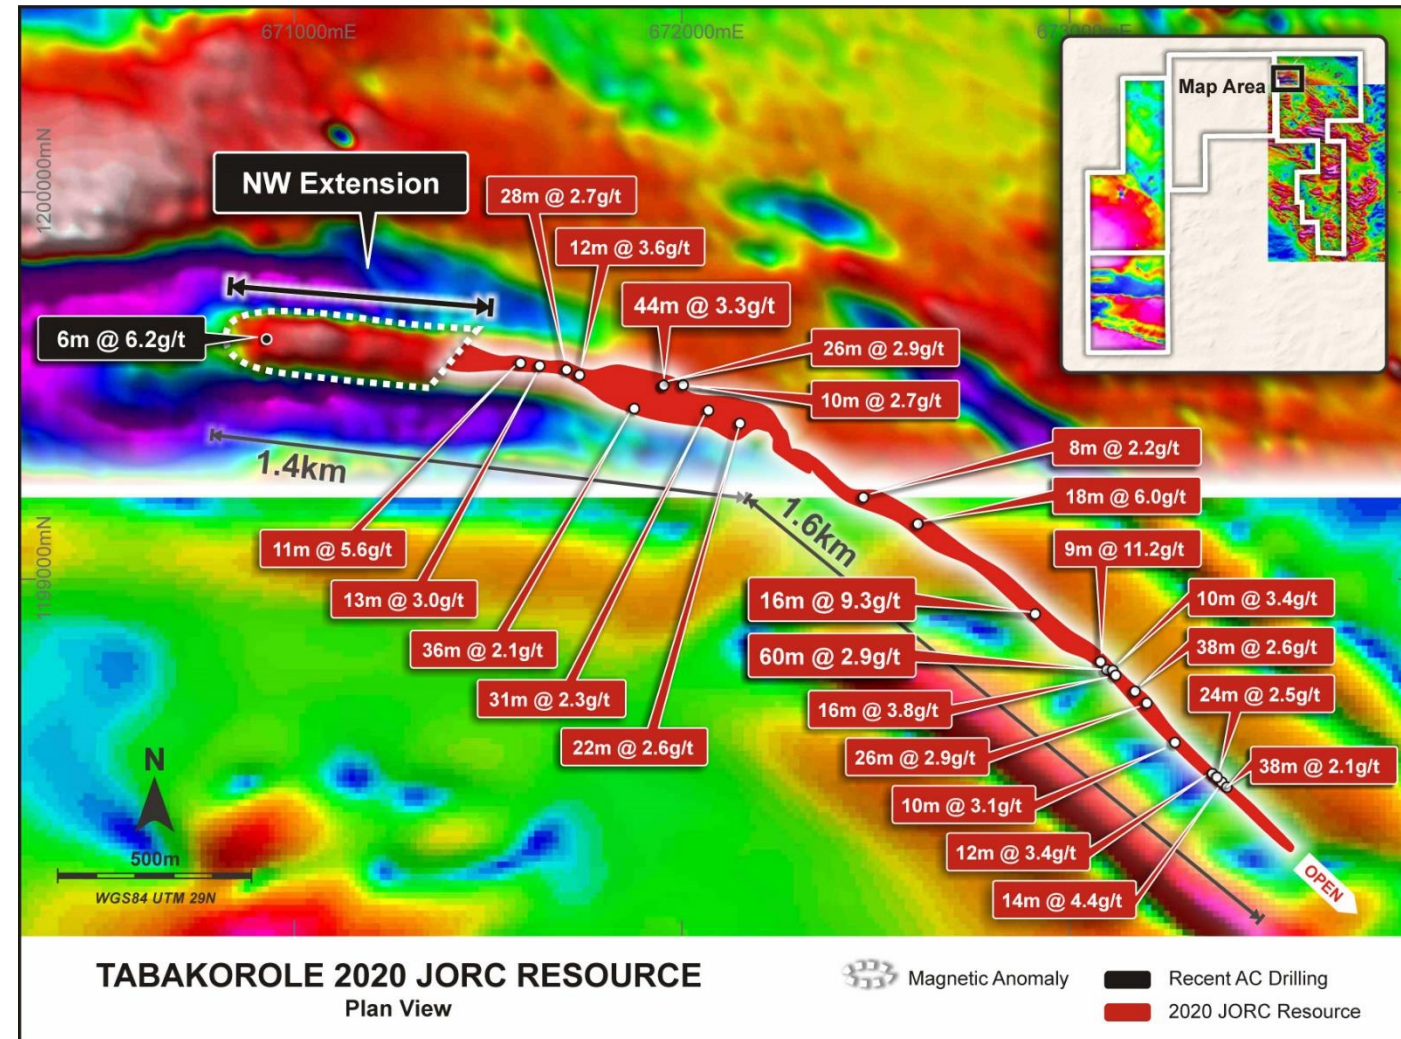 671000mE
672000mE
673000mE
Map Area
1200000mN
NW Extension
28m @ 2.7g/t
12m @ 3.6g/t
44m @ 3.3g/t
6m @ 6.2g/t
26m @ 2.9g/t
10m @ 2.7g/t
1.4km
8m @ 2.2g/t
18m @ 6.0g/t
1.6km
1199000mN
11m @ 5.6g/t
9m @ 11.2g/t
13m @ 3.0g/t
16m @ 9.3g/t
10m @ 3.4g/t
36m @ 2.1g/t
60m @ 2.9g/t
38m @ 2.6g/t
31m @ 2.3g/t
16m @ 3.8g/t
24m @ 2.5g/t
22m @ 2.6g/t
26m @ 2.9g/t
38m @ 2.1g/t
10m @ 3.1g/t
12m @ 3.4g/t
14m @ 4.4g/t
OPEN
N
500m
WGS84 UTM 29N
TABAKOROLE 2020 JORC RESOURCE
Plan View
Magnetic Anomaly
Recent AC Drilling
2020 JORC Resource